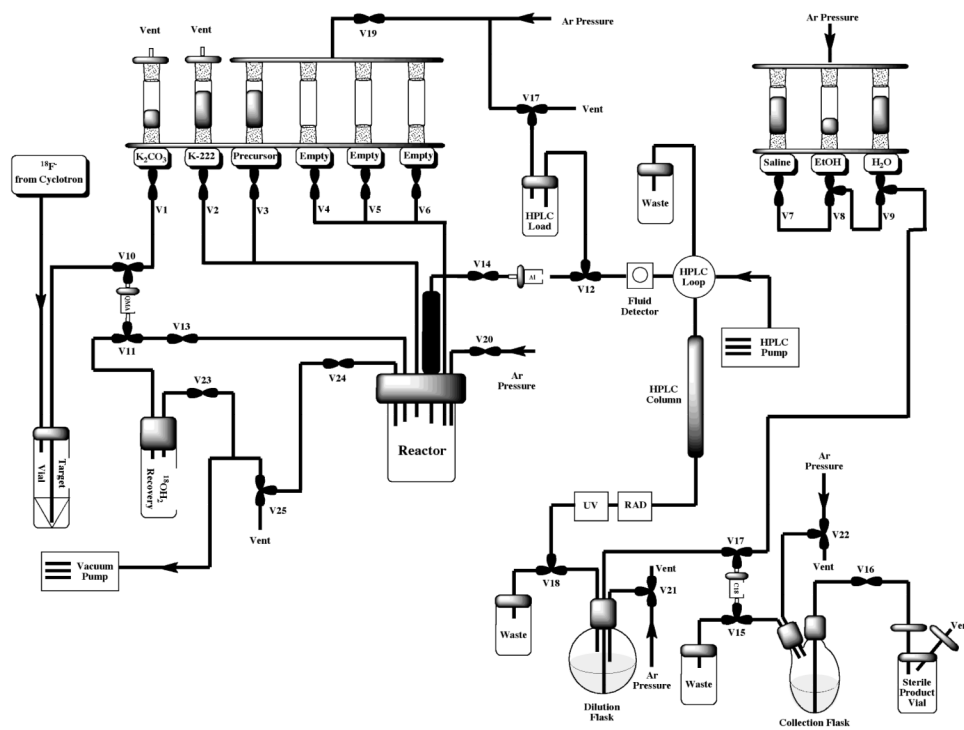 Ar Pressure
Ar Pressure
Vent
Vent
V19
V17
Vent
K₂CO₃
K-222
Precursor
Empty
Empty
Empty
Saline
EtOH
H₂O
¹⁸F⁻
from Cyclotron
V1
V2
V3
V4
V5
V6
HPLC
Load
Waste
V7
V8
V9
V10
QMA
V11
V13
V14
Al
V12
Fluid
Detector
HPLC
Loop
HPLC
Pump
V20
Ar
Pressure
V24
V23
HPLC
Column
Reactor
Target
Vial
¹⁸OH₂
Recovery
V25
Vent
Vacuum
Pump
UV
RAD
Ar
Pressure
V22
Vent
V17
C18
V15
V16
V18
Vent
V21
Ar
Pressure
Waste
Waste
Dilution
Flask
Collection Flask
Sterile
Product
Vial
Ve